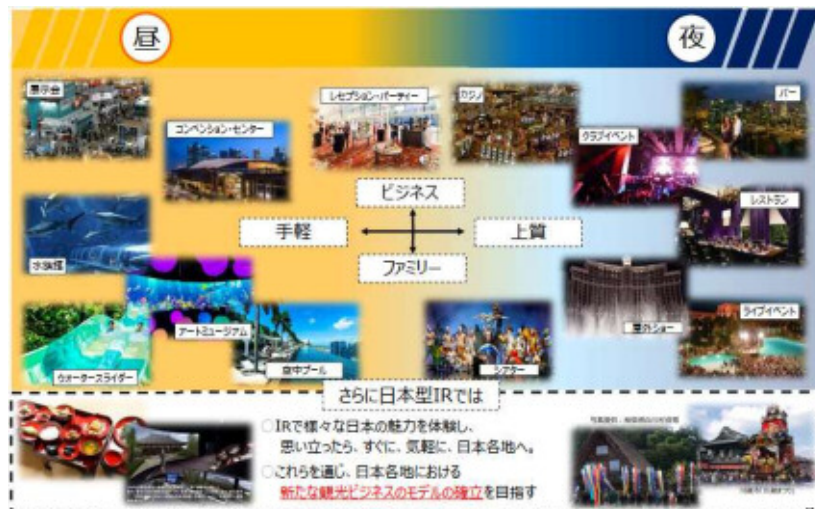 昼
夜
展示会
コンベンション・センター
レセプション・パーティー
カジノ
クラブイベント
バー
ビジネス
手軽
上質
ファミリー
レストラン
水族館
アートミュージアム
ウォータースライダー
空中プール
シアター
屋外ショー
ライブイベント
さらに日本型IRでは
○IRで様々な日本の魅力を体験し、
思い立ったら、すぐに、気軽に、日本各地へ。
○これらを通じ、日本各地における
新たな観光ビジネスのモデルの確立を目指す